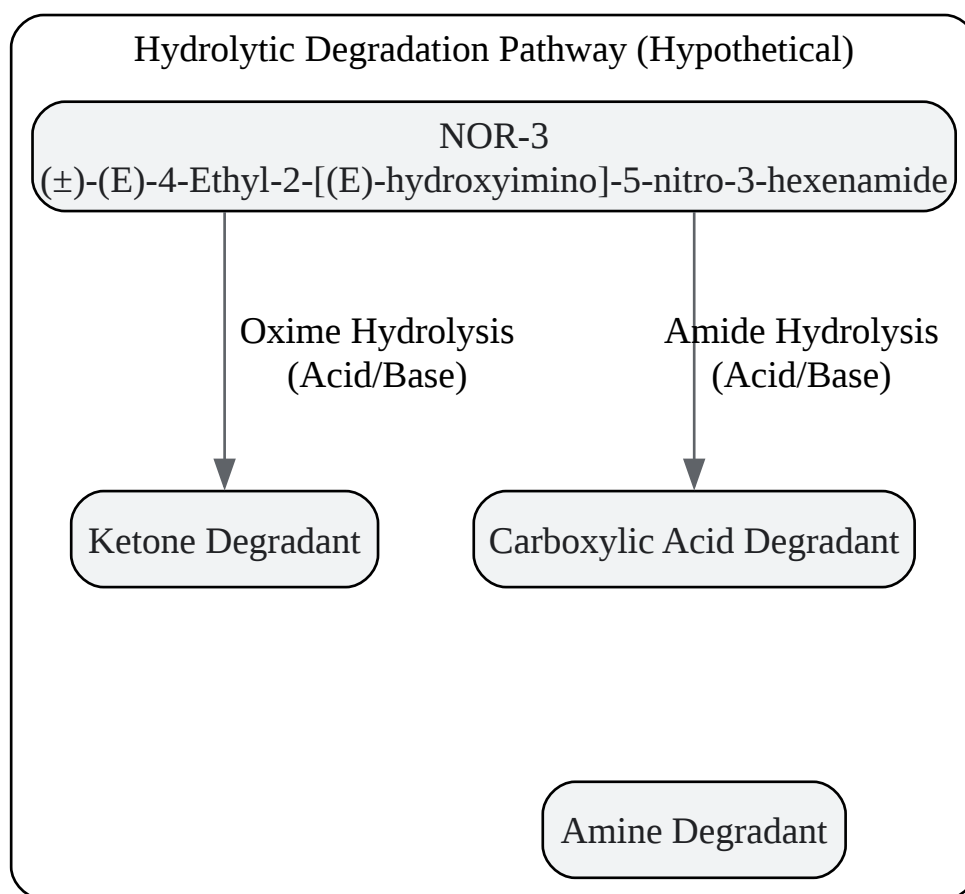 Hydrolytic Degradation Pathway (Hypothetical)
NOR-3
(±)-(E)-4-Ethyl-2-[(E)-hydroxyimino]-5-nitro-3-hexenamide
Oxime Hydrolysis
(Acid/Base)
Amide Hydrolysis
(Acid/Base)
Ketone Degradant
Carboxylic Acid Degradant
Amine Degradant